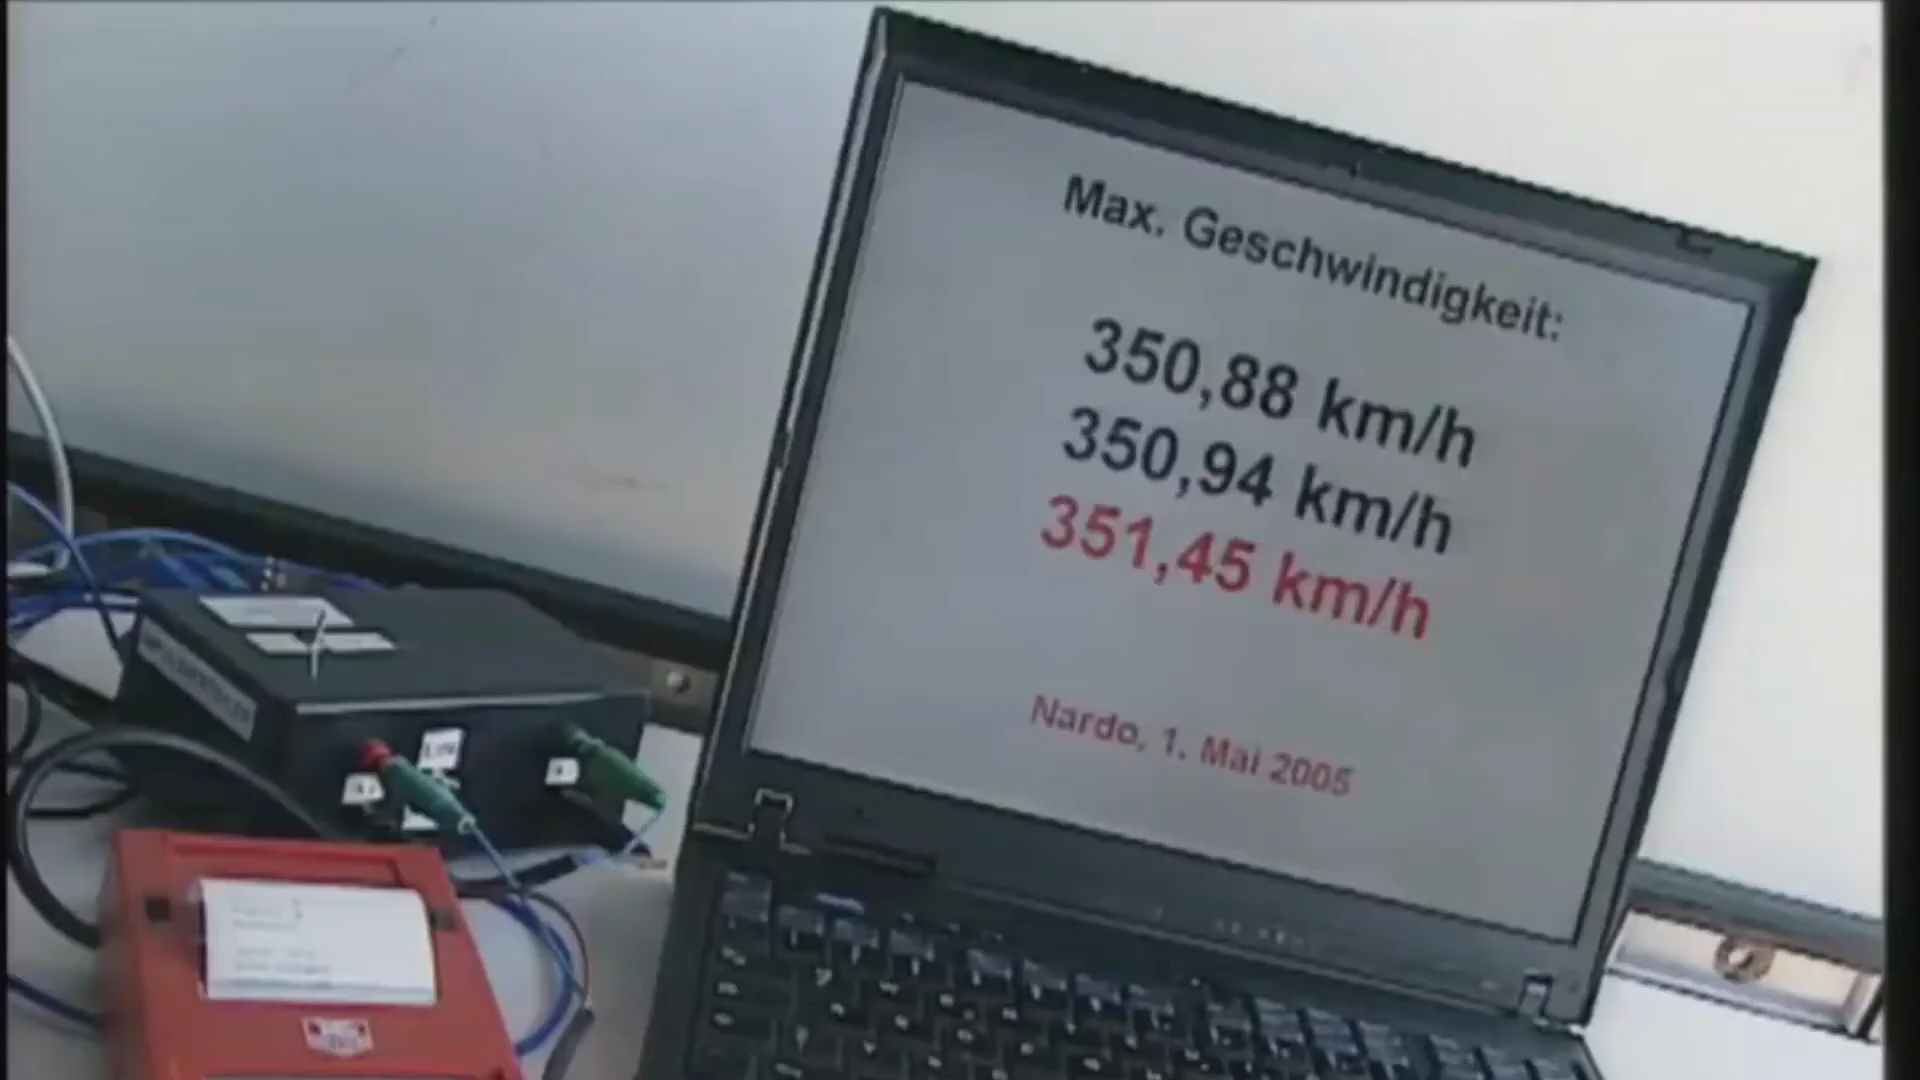 Max. Geschwindigkeit:
350,88 km/h
350,94 km/h
351,45 km/h
Nardo, 1. Mai 2005